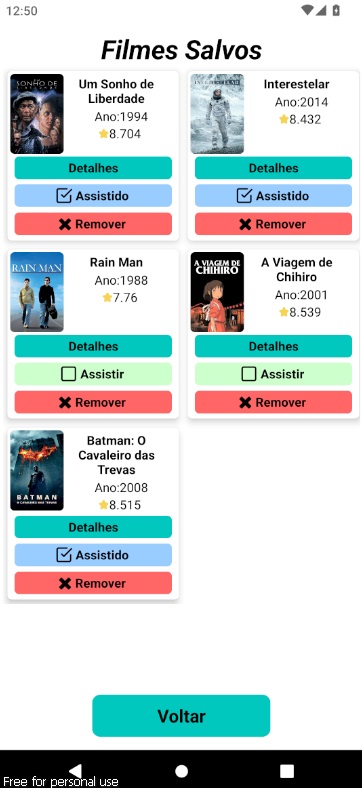 12:50
Filmes Salvos
Um Sonho de
Liberdade
Ano:1994
8.704
Detalhes
Assistido
Remover
Interestelar
Ano:2014
8.432
Detalhes
Assistido
Remover
RAIN MAN
Rain Man
Ano:1988
7.76
Detalhes
Assistir
Remover
A VIAGEM DE
CHIHIRO
A Viagem de
Chihiro
Ano:2001
8.539
Detalhes
Assistir
Remover
BATMAN
Batman: O
Cavaleiro das
Trevas
Ano:2008
8.515
Detalhes
Assistido
Remover
Voltar
Free for personal use